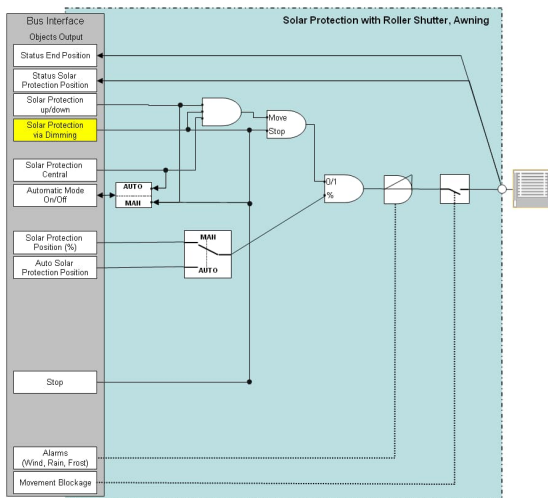 Bus Interface
Objects Output
Solar Protection with Roller Shutter, Awning
Status End Position
Status Solar
Protection Position
Solar Protection
up/down
Solar Protection
via Dimming
Move
Stop
Solar Protection
Central
Automatic Mode
On/Off
AUTO
MAH
0/1
%
Solar Protection
Position (%)
Auto Solar
Protection Position
MAH
AUTO
Stop
Alarms
(Wind, Rain, Frost)
Movement Blockage